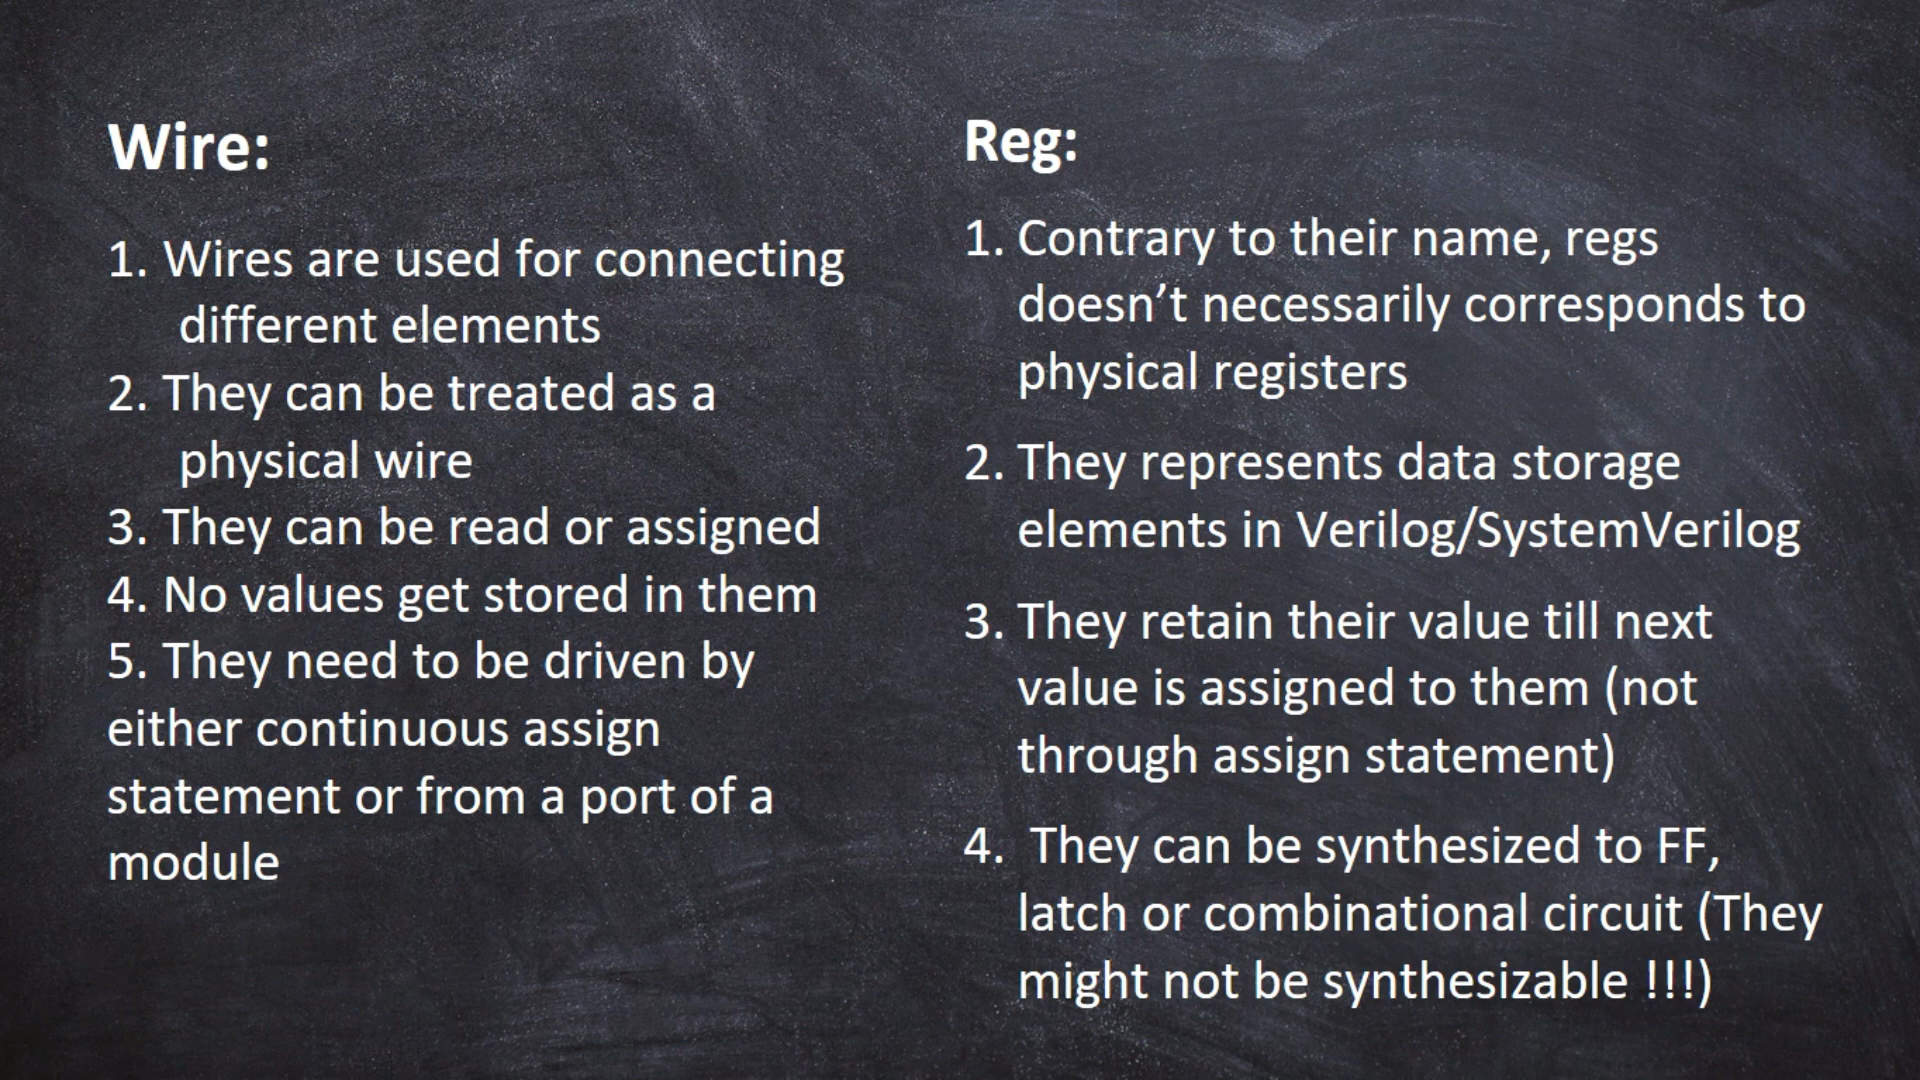 Wire:
1. Wires are used for connecting
different elements
2. They can be treated as a
physical wire
3. They can be read or assigned
4. No values get stored in them
5. They need to be driven by
either continuous assign
statement or from a port of a
module
Reg:
1. Contrary to their name, regs
doesn’t necessarily corresponds to
physical registers
2. They represents data storage
elements in Verilog/SystemVerilog
3. They retain their value till next
value is assigned to them (not
through assign statement)
4. They can be synthesized to FF,
latch or combinational circuit (They
might not be synthesizable !!!)